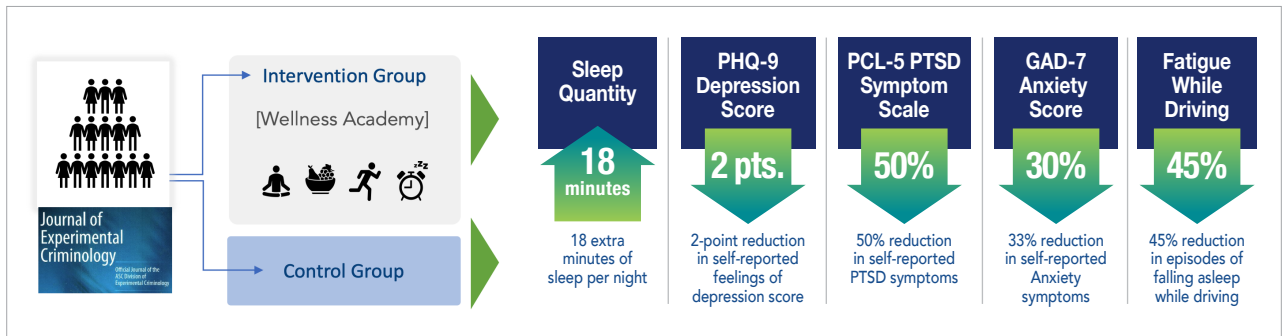 Journal of
Experimental
Criminology
Official Journal of the
ASC Division of
Experimental Criminology
Intervention Group
[Wellness Academy]
zzz
Control Group
Sleep
Quantity
18
minutes
18 extra
minutes of
sleep per night
PHQ-9
Depression
Score
2 pts.
2-point reduction
in self-reported
feelings of
depression score
PCL-5 PTSD
Symptom
Scale
50%
50% reduction
in self-reported
PTSD symptoms
GAD-7
Anxiety
Score
30%
33% reduction
in self-reported
Anxiety
symptoms
Fatigue
While
Driving
45%
45% reduction
in episodes of
falling asleep
while driving